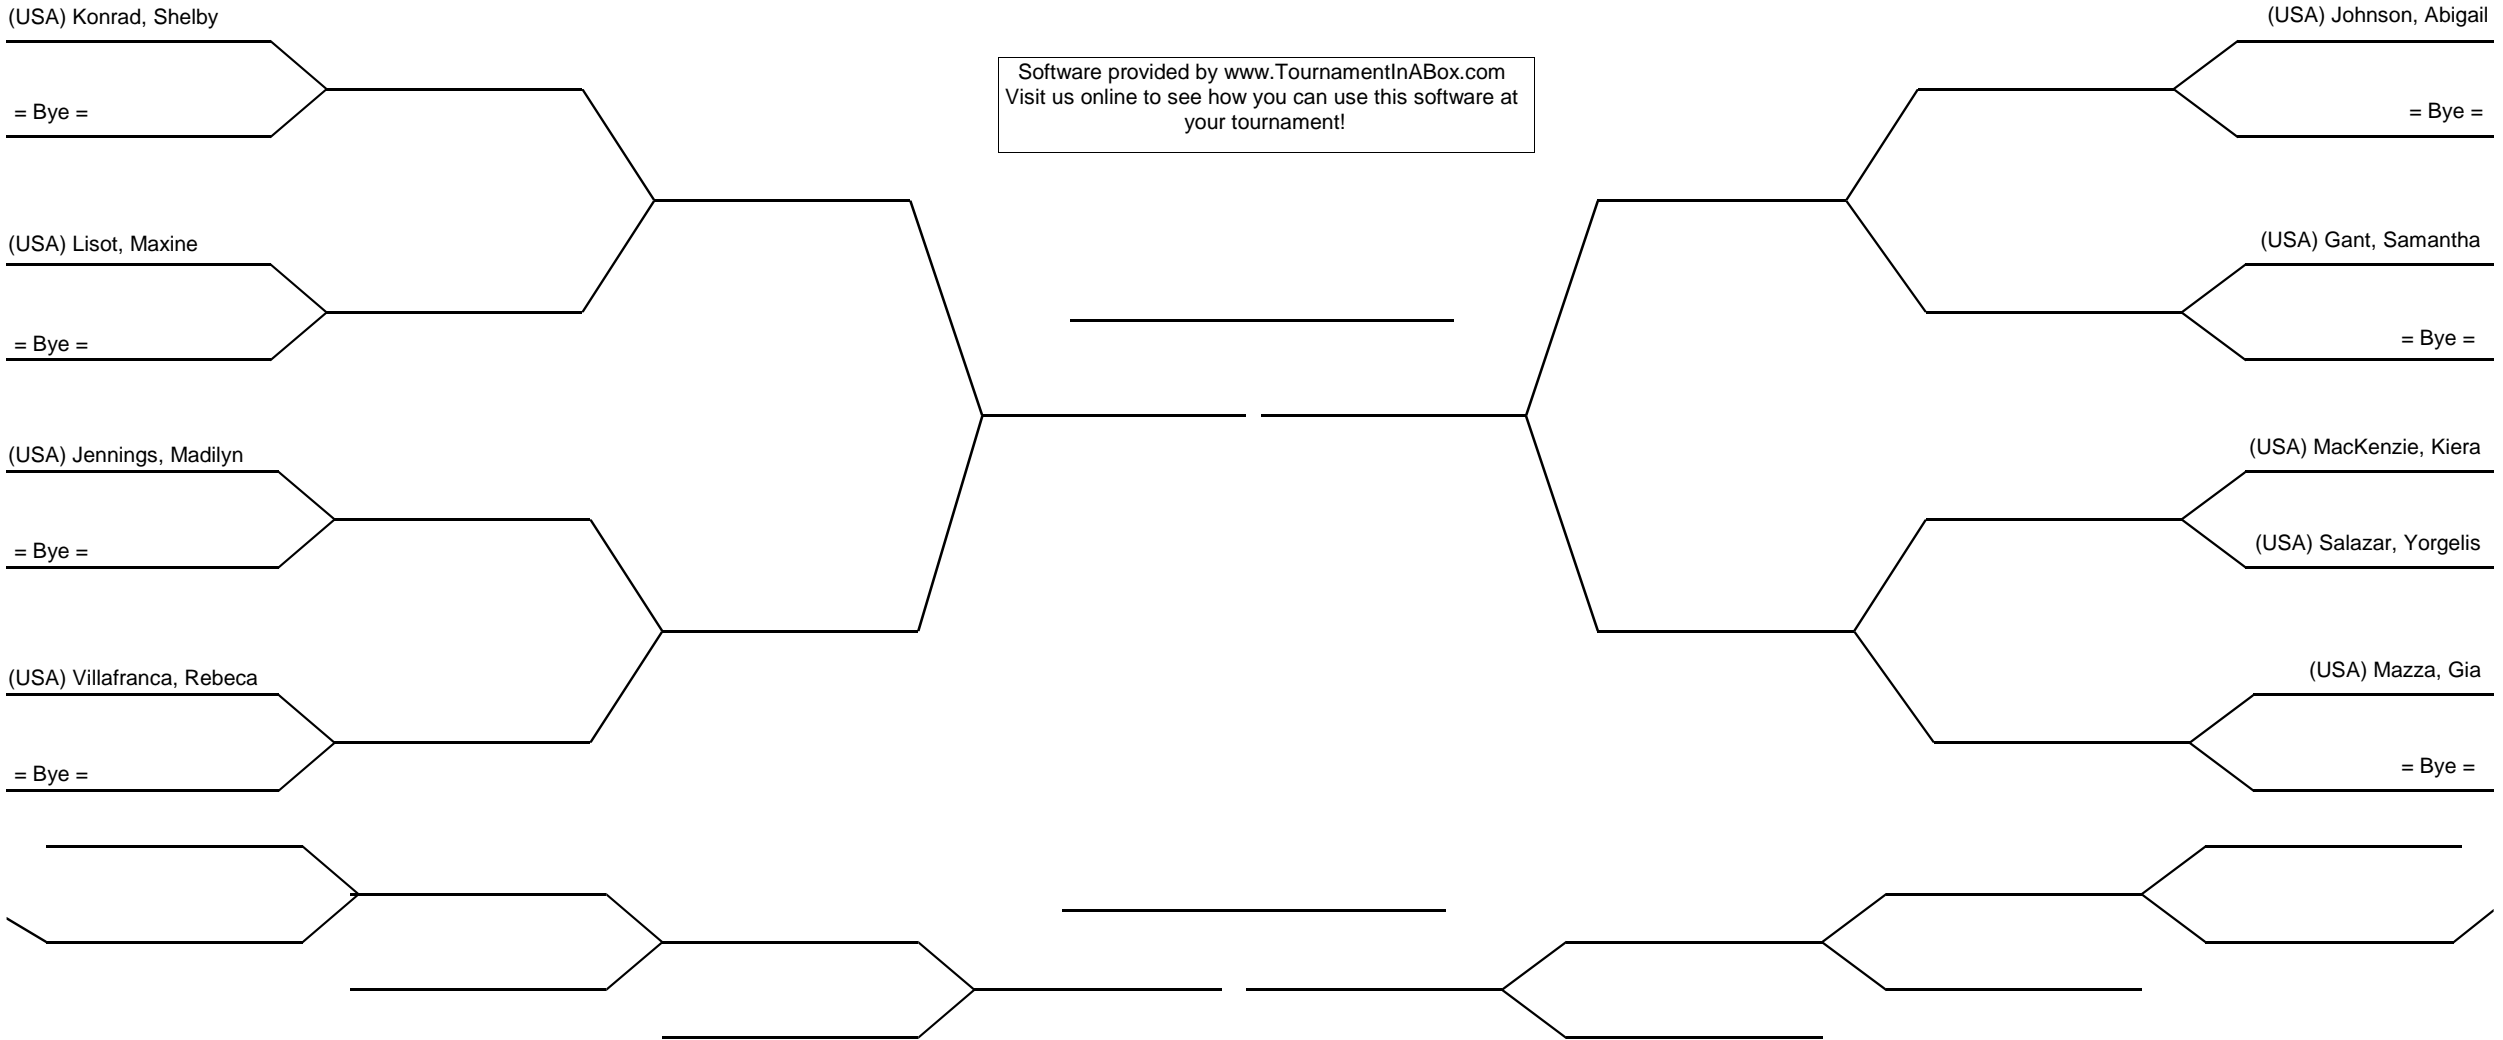 (USA) Konrad, Shelby
= Bye =
(USA) Lisot, Maxine
= Bye =
(USA) Jennings, Madilyn
= Bye =
(USA) Villafranca, Rebeca
= Bye =
Software provided by www.TournamentInABox.com
Visit us online to see how you can use this software at
your tournament!
(USA) Johnson, Abigail
= Bye =
(USA) Gant, Samantha
= Bye =
(USA) MacKenzie, Kiera
(USA) Salazar, Yorgelis
(USA) Mazza, Gia
= Bye =